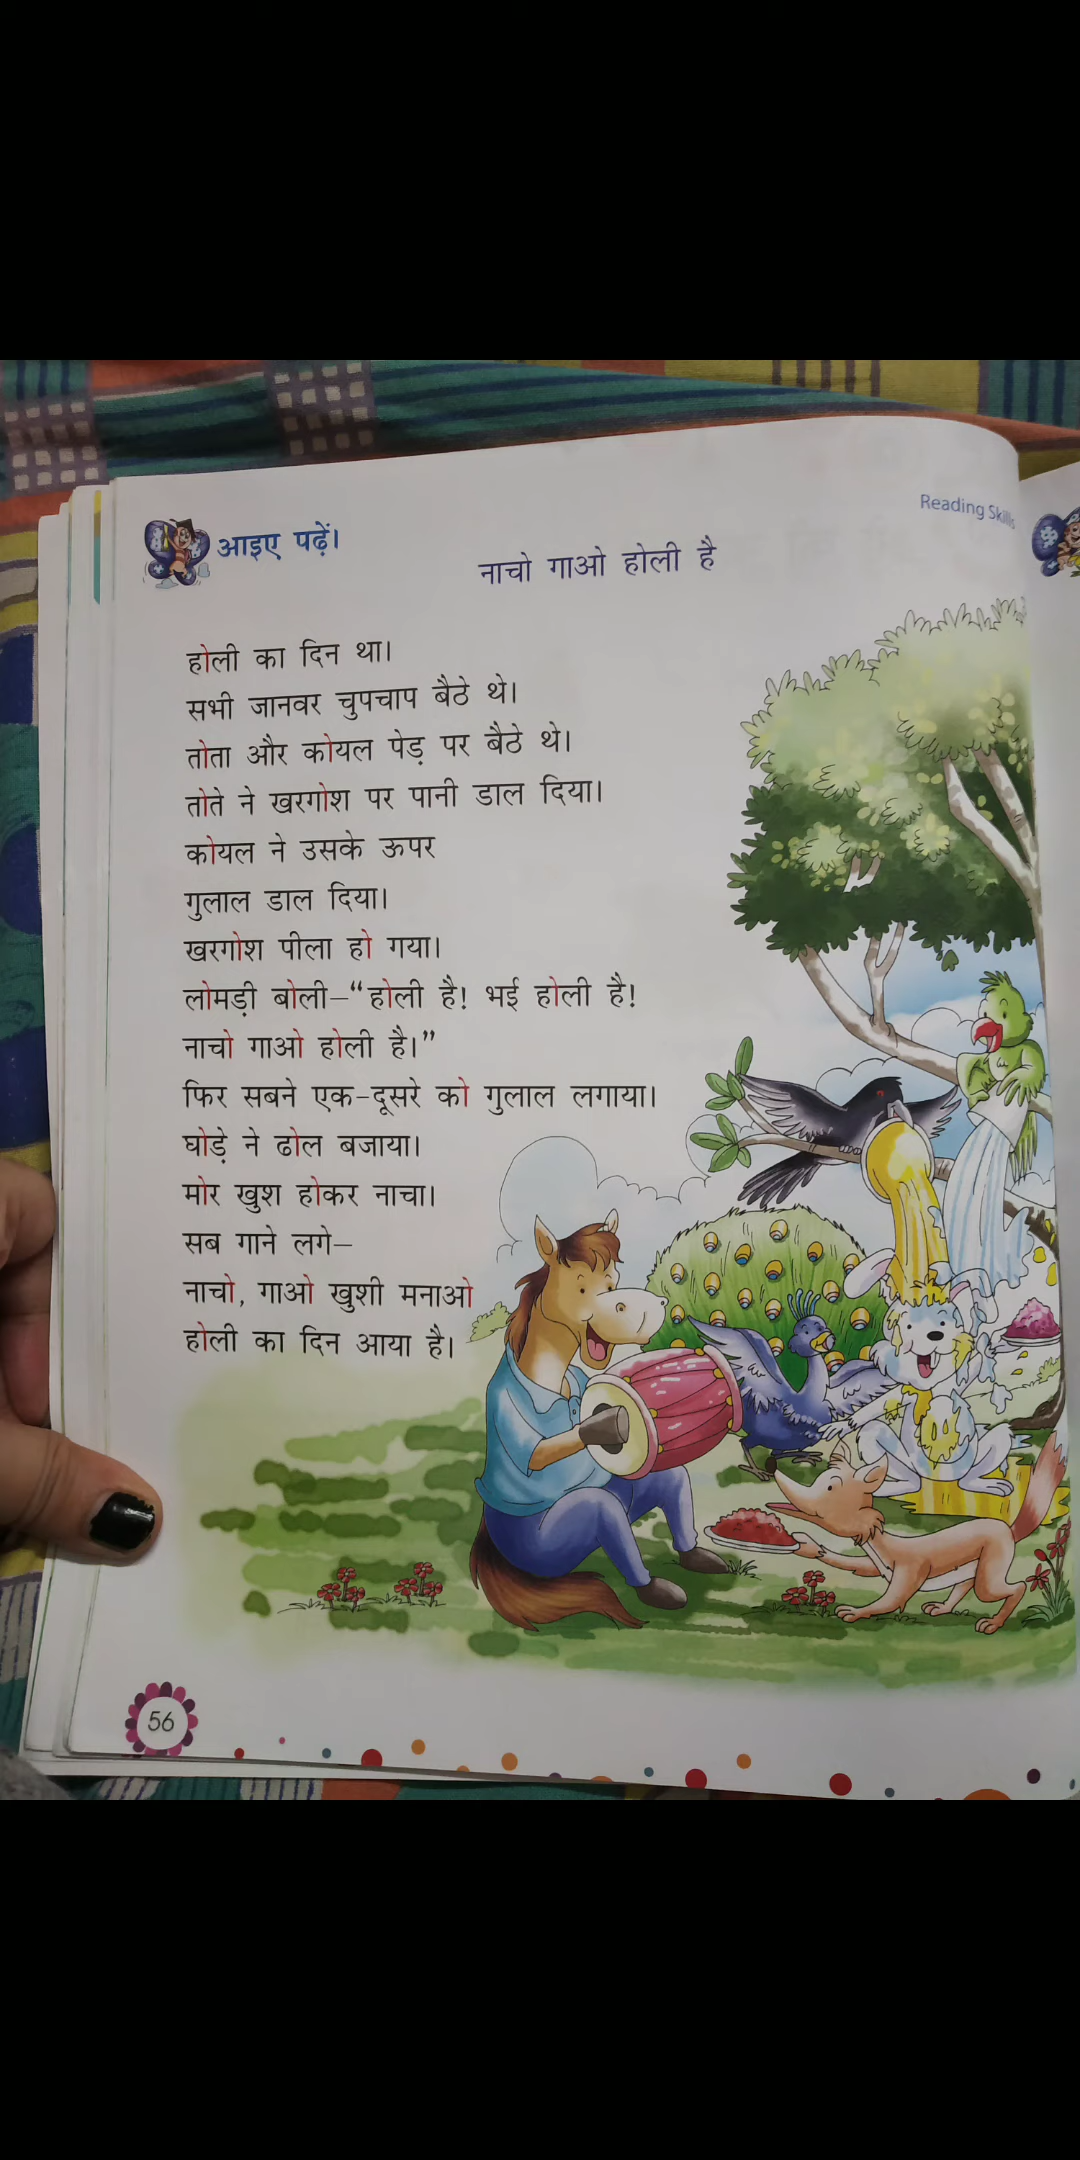 Reading Skills
आइए पढ़ें।
नाचो गाओ होली है
होली का दिन था।
सभी जानवर चुपचाप बैठे थे।
तोता और कोयल पेड़ पर बैठे थे।
तोते ने खरगोश पर पानी डाल दिया।
कोयल ने उसके ऊपर
गुलाल डाल दिया।
खरगोश पीला हो गया।
लोमड़ी बोली–“होली है! भई होली है!
नाचो गाओ होली है।”
फिर सबने एक-दूसरे को गुलाल लगाया।
घोड़े ने ढोल बजाया।
मोर खुश होकर नाचा।
सब गाने लगे–
नाचो, गाओ खुशी मनाओ
होली का दिन आया है।
56